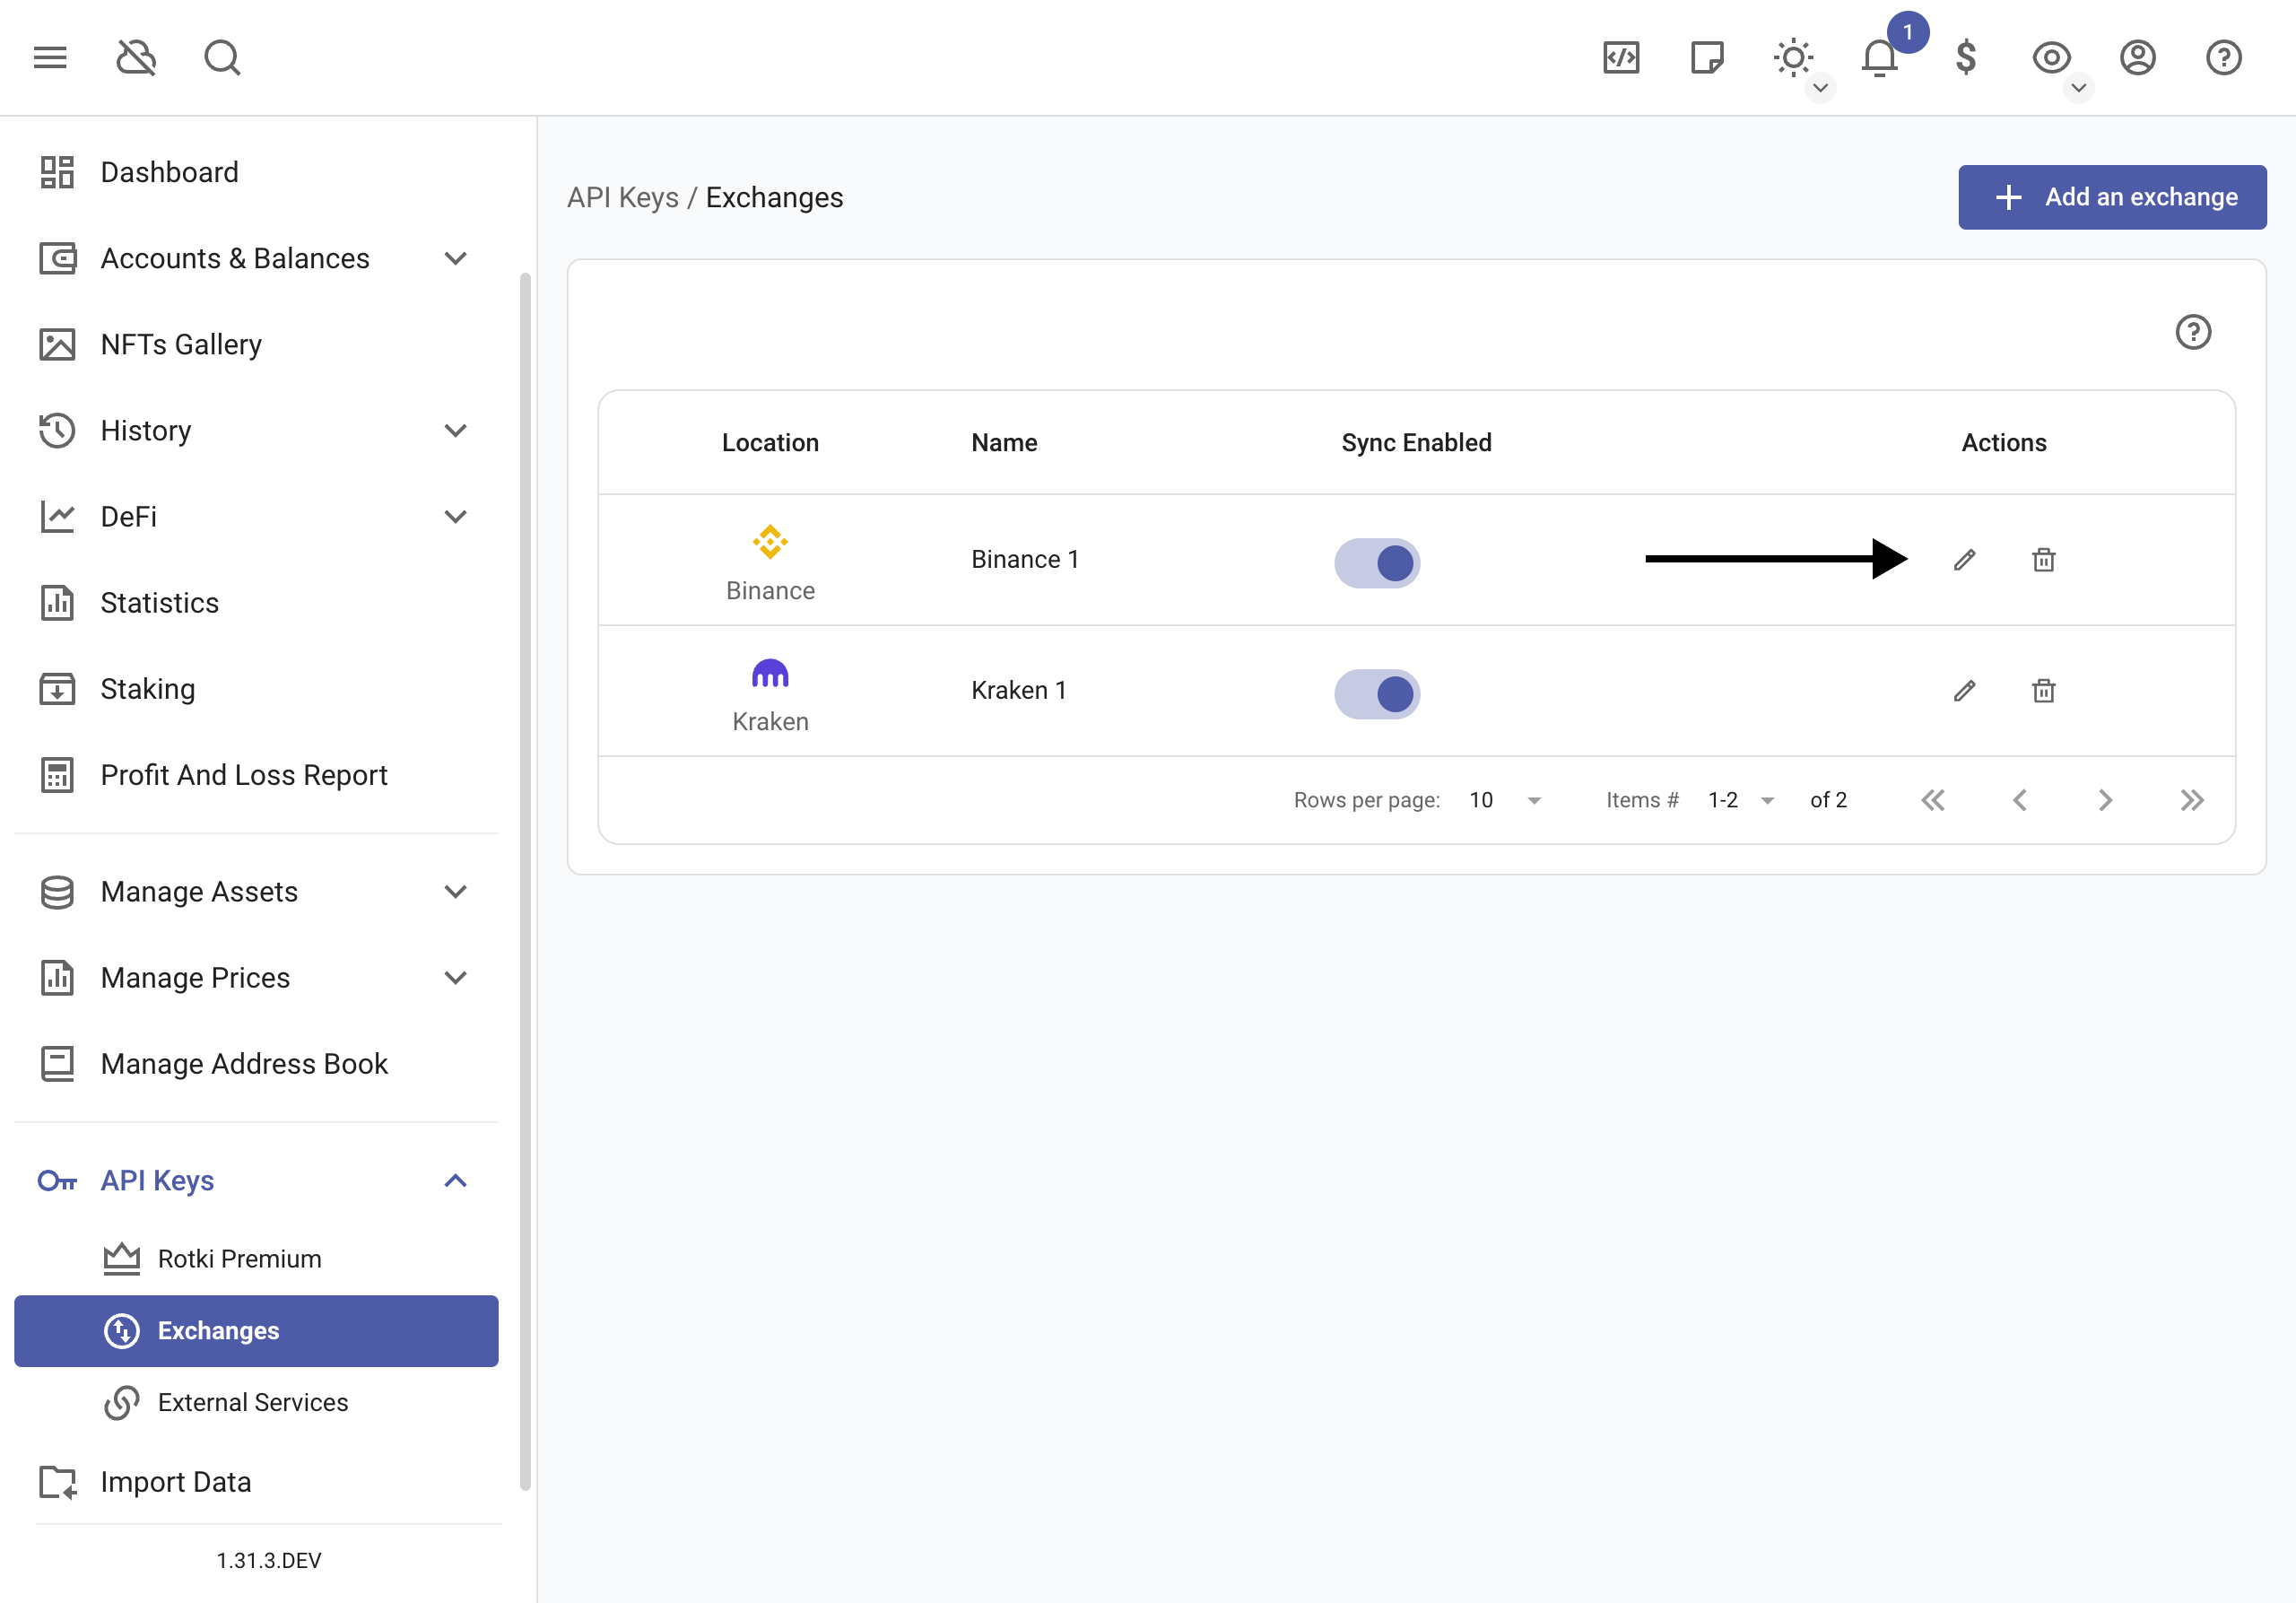 1
Dashboard
Accounts & Balances
NFTs Gallery
History
DeFi
Statistics
Staking
Profit And Loss Report
Manage Assets
Manage Prices
Manage Address Book
API Keys
Rotki Premium
Exchanges
External Services
Import Data
1.31.3.DEV
API Keys / Exchanges
Add an exchange
Location Name Sync Enabled Actions
Binance 1
Binance
Kraken 1
Kraken
Rows per page: 10 Items # 1-2 of 2